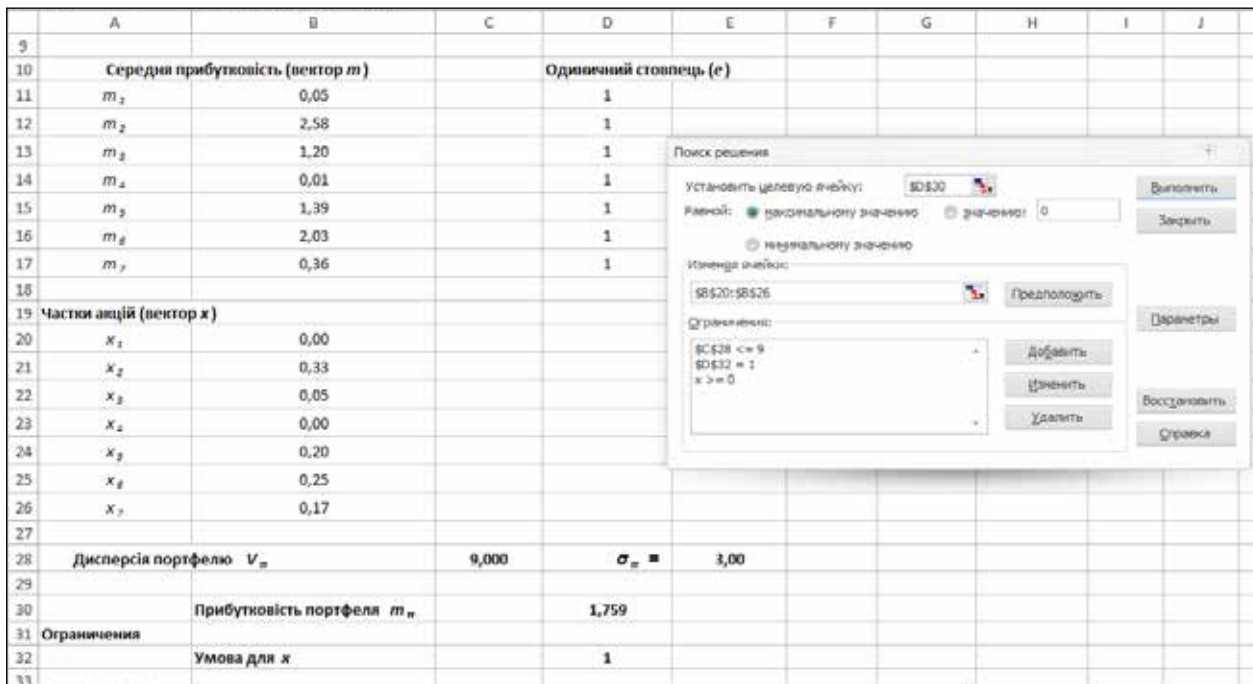 A B C D E F G H I J
9
10 Середня прибутковість (вектор m) Одиничний стовпець (e)
11 m₁ 0,05 1
12 m₂ 2,58 1
13 m₃ 1,20 1
14 m₄ 0,01 1
15 m₅ 1,39 1
16 m₆ 2,03 1
17 m₇ 0,36 1
18
19 Частки акцій (вектор x)
20 x₁ 0,00
21 x₂ 0,33
22 x₃ 0,05
23 x₄ 0,00
24 x₅ 0,20
25 x₆ 0,25
26 x₇ 0,17
27
28 Дисперсія портфелю Vₙ 9,000 σₙ = 3,00
29
30 Прибутковість портфеля mₙ 1,759
31 Ограничения
32 Умова для x 1
33
Поиск решения
Установить целевую ячейку: $D$30
Равной: максимальному значению значению: 0
минимальному значению
Изменяя ячейки:
$B$20:$B$26
Предположить
Ограничения:
$C$28 <= 9
$D$32 = 1
x >= 0
Добавить
Изменить
Удалить
Выполнить
Закрыть
Параметры
Восстановить
Справка